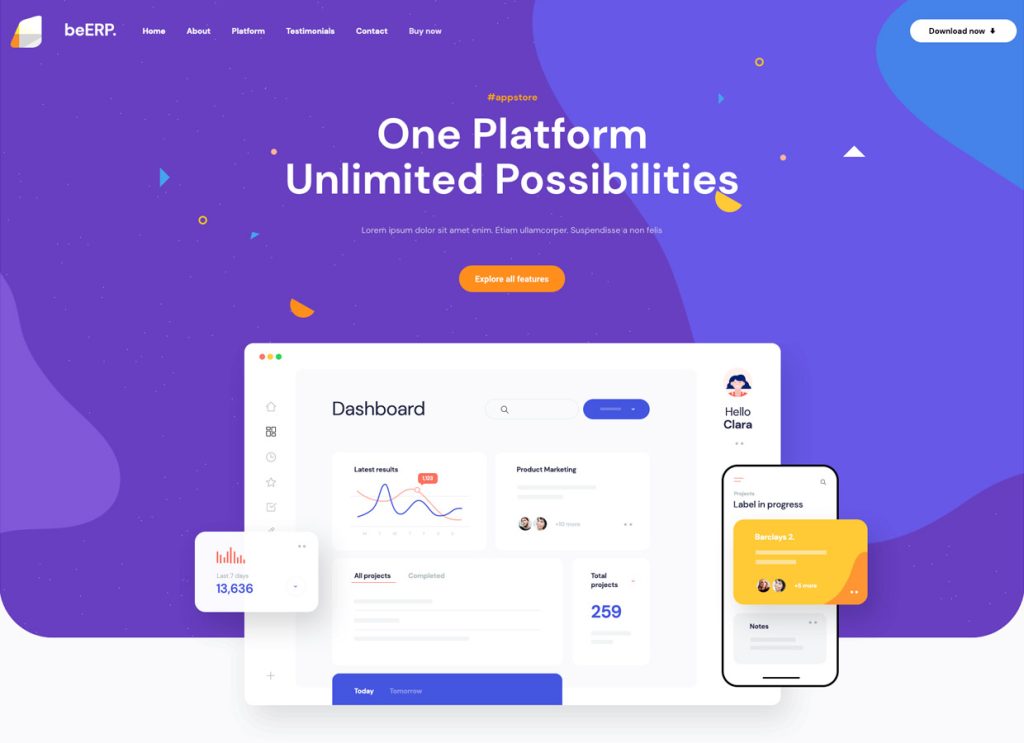 beERP.
Home About Platform Testimonials Contact Buy now
Download now
#appstore
One Platform
Unlimited Possibilities
Lorem ipsum dolor sit amet enim. Etiam ullamcorper. Suspendisse a non felis
Explore all features
Dashboard
Hello
Clara
Latest results
1,123
M T W T F S S
Product Marketing
+10 more
Last 7 days
13,636
All projects Completed
Total
projects
259
Today Tomorrow
Projects
Label in progress
Barclays 2.
+5 more
Notes